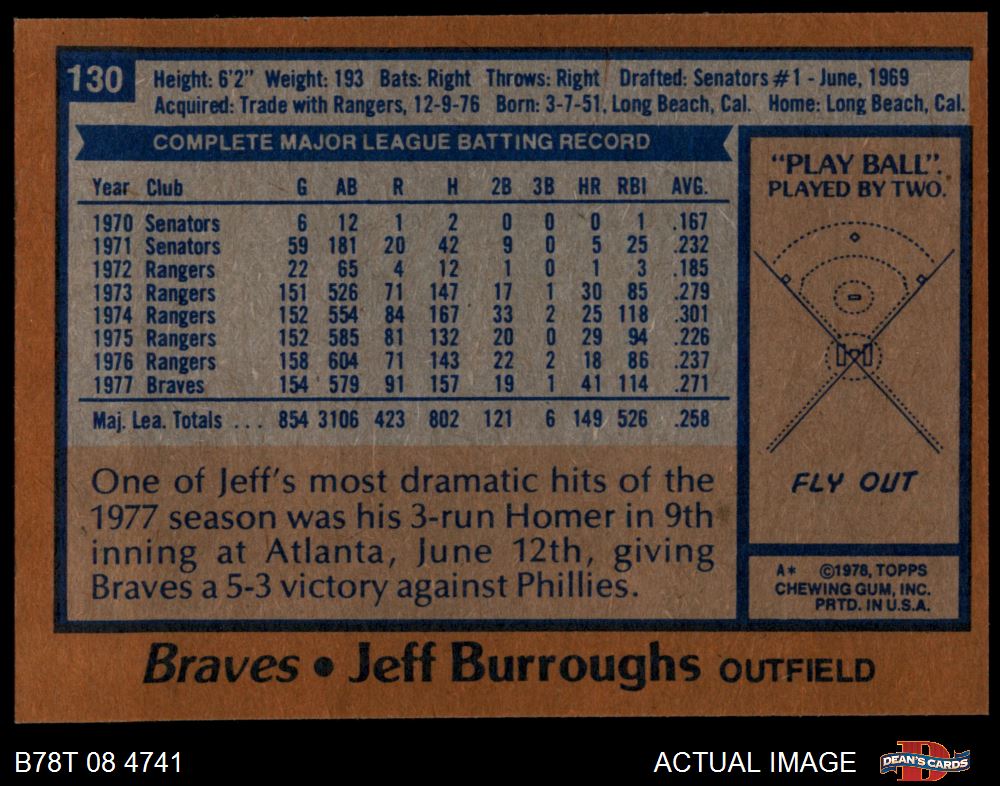 130
Height: 6'2" Weight: 193 Bats: Right Throws: Right Drafted: Senators #1 - June, 1969
Acquired: Trade with Rangers, 12-9-76 Born: 3-7-51, Long Beach, Cal. Home: Long Beach, Cal.
COMPLETE MAJOR LEAGUE BATTING RECORD
Year Club G AB R H 2B 3B HR RBI AVG.
1970 Senators 6 12 1 2 0 0 0 1 .167
1971 Senators 59 181 20 42 9 0 5 25 .232
1972 Rangers 22 65 4 12 1 0 1 3 .185
1973 Rangers 151 526 71 147 17 1 30 85 .279
1974 Rangers 152 554 84 167 33 2 25 118 .301
1975 Rangers 152 585 81 132 20 0 29 94 .226
1976 Rangers 158 604 71 143 22 2 18 86 .237
1977 Braves 154 579 91 157 19 1 41 114 .271
Maj. Lea. Totals ... 854 3106 423 802 121 6 149 526 .258
One of Jeff's most dramatic hits of the
1977 season was his 3-run Homer in 9th
inning at Atlanta, June 12th, giving
Braves a 5-3 victory against Phillies.
"PLAY BALL".
PLAYED BY TWO.
FLY OUT
A* ©1978, TOPPS
CHEWING GUM, INC.
PRTD. IN U.S.A.
Braves • Jeff Burroughs OUTFIELD
B78T 08 4741 ACTUAL IMAGE
D
DEAN'S CARDS